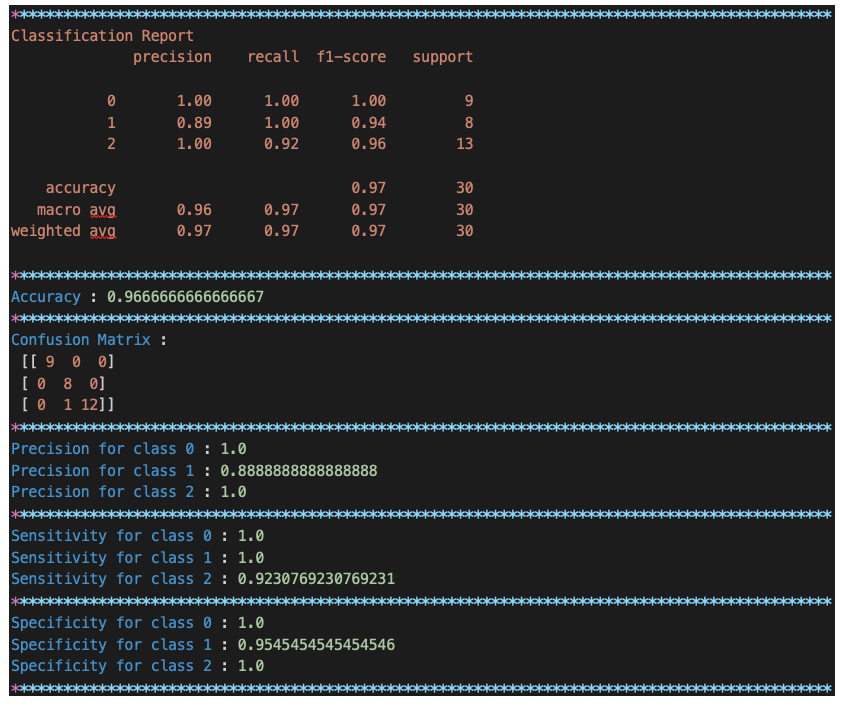 **********************************************************************************************
Classification Report
precision recall f1-score support
0 1.00 1.00 1.00 9
1 0.89 1.00 0.94 8
2 1.00 0.92 0.96 13
accuracy 0.97 30
macro avg 0.96 0.97 0.97 30
weighted avg 0.97 0.97 0.97 30
**********************************************************************************************
Accuracy : 0.9666666666666667
**********************************************************************************************
Confusion Matrix :
[[ 9 0 0]
[ 0 8 0]
[ 0 1 12]]
**********************************************************************************************
Precision for class 0 : 1.0
Precision for class 1 : 0.8888888888888888
Precision for class 2 : 1.0
**********************************************************************************************
Sensitivity for class 0 : 1.0
Sensitivity for class 1 : 1.0
Sensitivity for class 2 : 0.9230769230769231
**********************************************************************************************
Specificity for class 0 : 1.0
Specificity for class 1 : 0.9545454545454546
Specificity for class 2 : 1.0
**********************************************************************************************